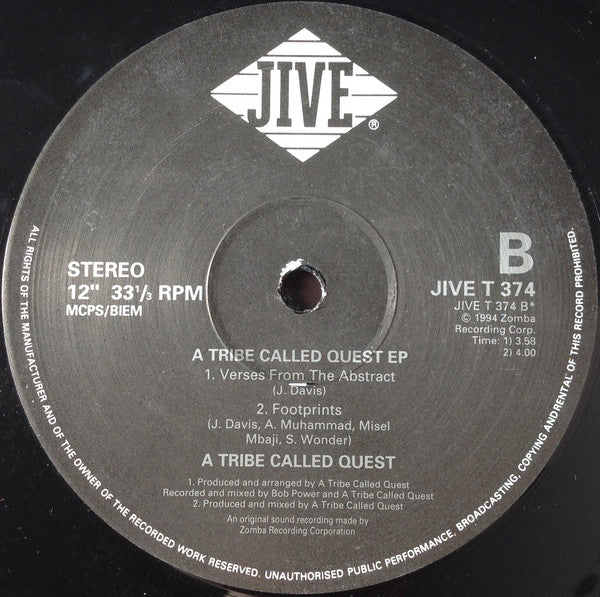 JIVE®
STEREO
12" 33 1/3 RPM
MCPS/BIEM
B
JIVE T 374
JIVE T 374 B*
© 1994 Zomba
Recording Corp.
Time: 1) 3.58
2) 4.00
A TRIBE CALLED QUEST EP
1. Verses From The Abstract
(J. Davis)
2. Footprints
(J. Davis, A. Muhammad, Misel
Mbaji, S. Wonder)
A TRIBE CALLED QUEST
1. Produced and arranged by A Tribe Called Quest
Recorded and mixed by Bob Power and A Tribe Called Quest
2. Produced and mixed by A Tribe Called Quest
An original sound recording made by
Zomba Recording Corporation
ALL RIGHTS OF THE MANUFACTURER AND OF THE OWNER OF THE RECORDED WORK RESERVED. UNAUTHORISED PUBLIC PERFORMANCE, BROADCASTING, COPYING AND RENTAL OF THIS RECORD PROHIBITED.